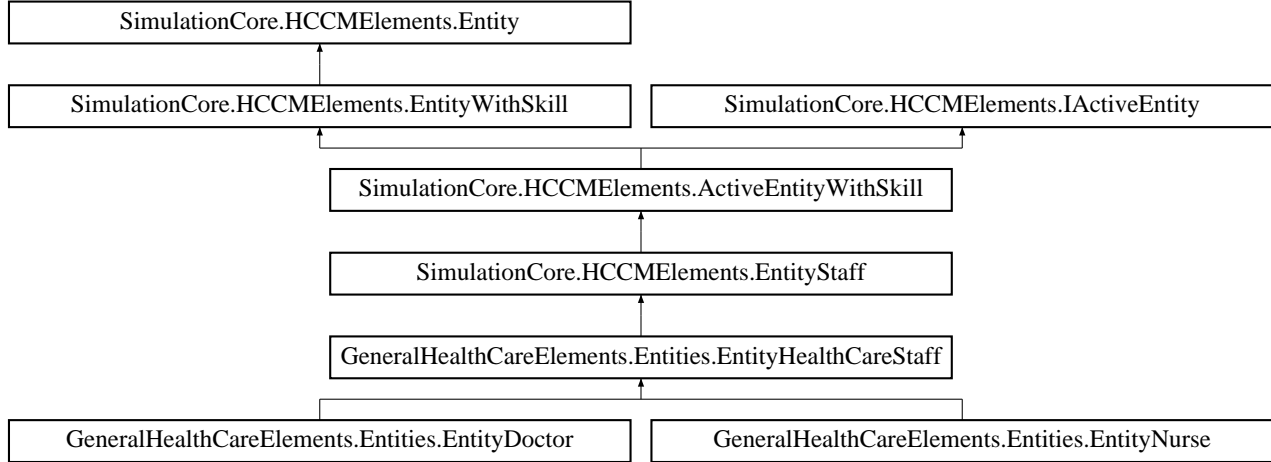 SimulationCore.HCCMElements.Entity
SimulationCore.HCCMElements.EntityWithSkill
SimulationCore.HCCMElements.IActiveEntity
SimulationCore.HCCMElements.ActiveEntityWithSkill
SimulationCore.HCCMElements.EntityStaff
GeneralHealthCareElements.Entities.EntityHealthCareStaff
GeneralHealthCareElements.Entities.EntityDoctor
GeneralHealthCareElements.Entities.EntityNurse